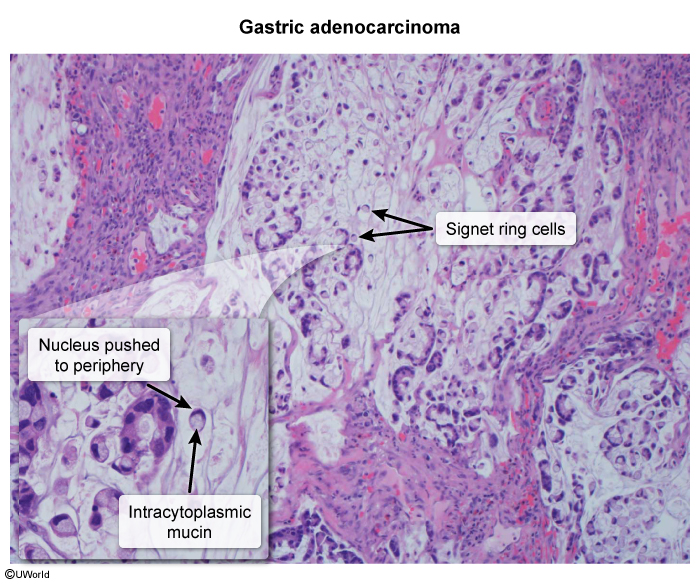 Gastric adenocarcinoma
Signet ring cells
Nucleus pushed
to periphery
Intracytoplasmic
mucin
©UWorld